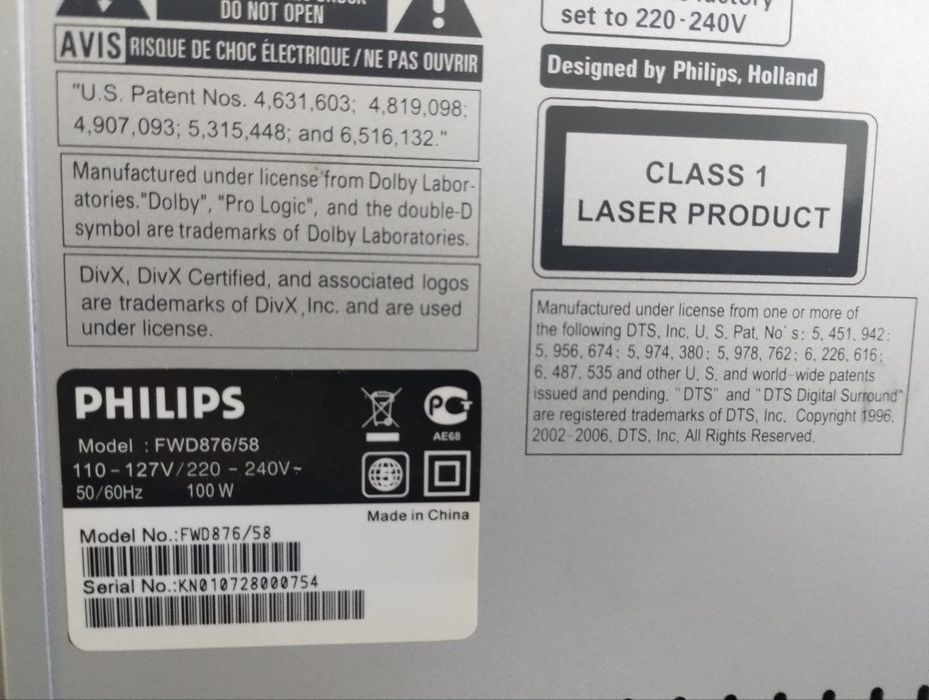 DO NOT OPEN
AVIS RISQUE DE CHOC ÉLECTRIQUE / NE PAS OUVRIR
"U.S. Patent Nos. 4,631,603; 4,819,098;
4,907,093; 5,315,448; and 6,516,132."
Manufactured under license from Dolby Labor-
atories."Dolby", "Pro Logic", and the double-D
symbol are trademarks of Dolby Laboratories.
DivX, DivX Certified, and associated logos
are trademarks of DivX, Inc. and are used
under license.
PHILIPS
Model : FWD876/58
110 – 127V / 220 – 240V~
50/60Hz 100 W
AE68
Made in China
Model No.:FWD876/58
Serial No.:KN010728000754
factory
set to 220-240V
Designed by Philips, Holland
CLASS 1
LASER PRODUCT
Manufactured under license from one or more of
the following DTS, Inc. U. S. Pat. No's: 5, 451, 942;
5, 956, 674; 5, 974, 380; 5, 978, 762; 6, 226, 616;
6, 487, 535 and other U. S. and world-wide patents
issued and pending. "DTS" and "DTS Digital Surround"
are registered trademarks of DTS, Inc. Copyright 1996,
2002-2006, DTS, Inc. All Rights Reserved.